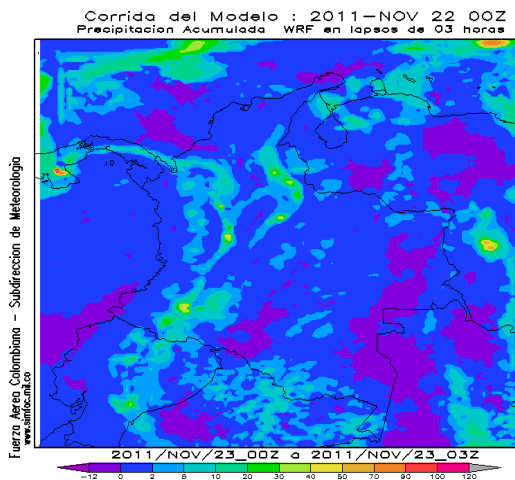 Corrida del Modelo : 2011-NOV 22 00Z
Precipitacion Acumulada WRF en lapsos de 03 horas
Fuerza Aerea Colombiana - Subdireccion de Meteorologia
www.simfac.mil.co
2011/NOV/23_00Z a 2011/NOV/23_03Z
-12 0 2 5 10 20 30 40 50 70 90 100 120